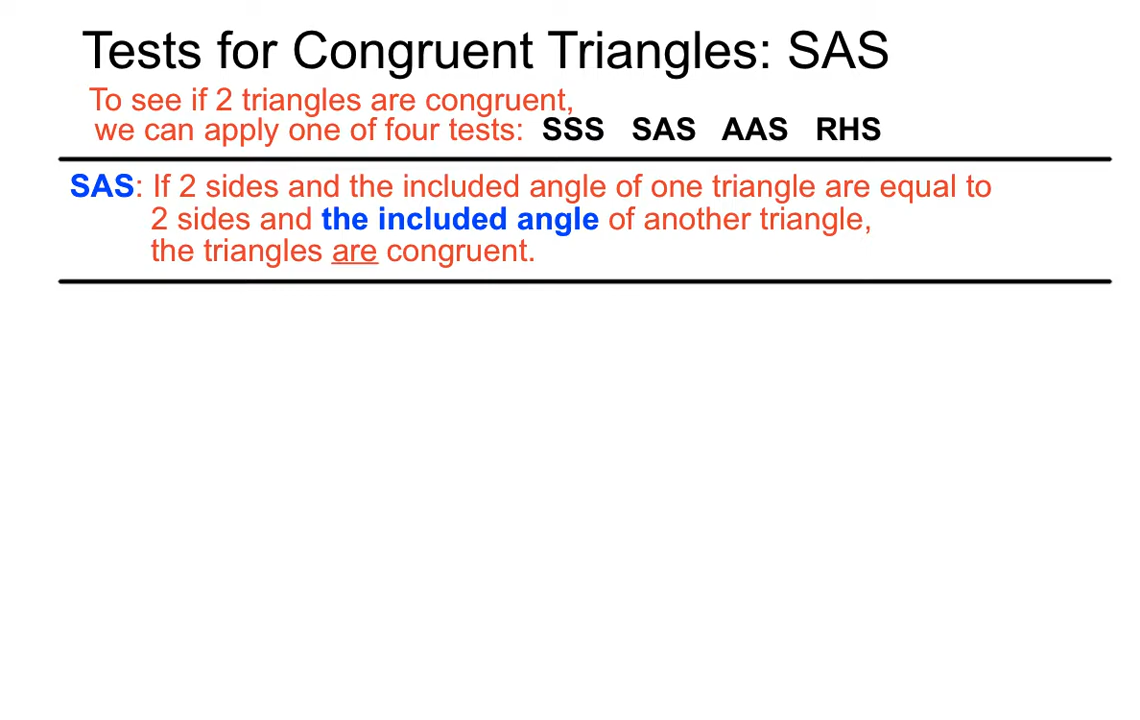 Tests for Congruent Triangles: SAS
To see if 2 triangles are congruent,
we can apply one of four tests: SSS SAS AAS RHS
SAS: If 2 sides and the included angle of one triangle are equal to
2 sides and the included angle of another triangle,
the triangles are congruent.